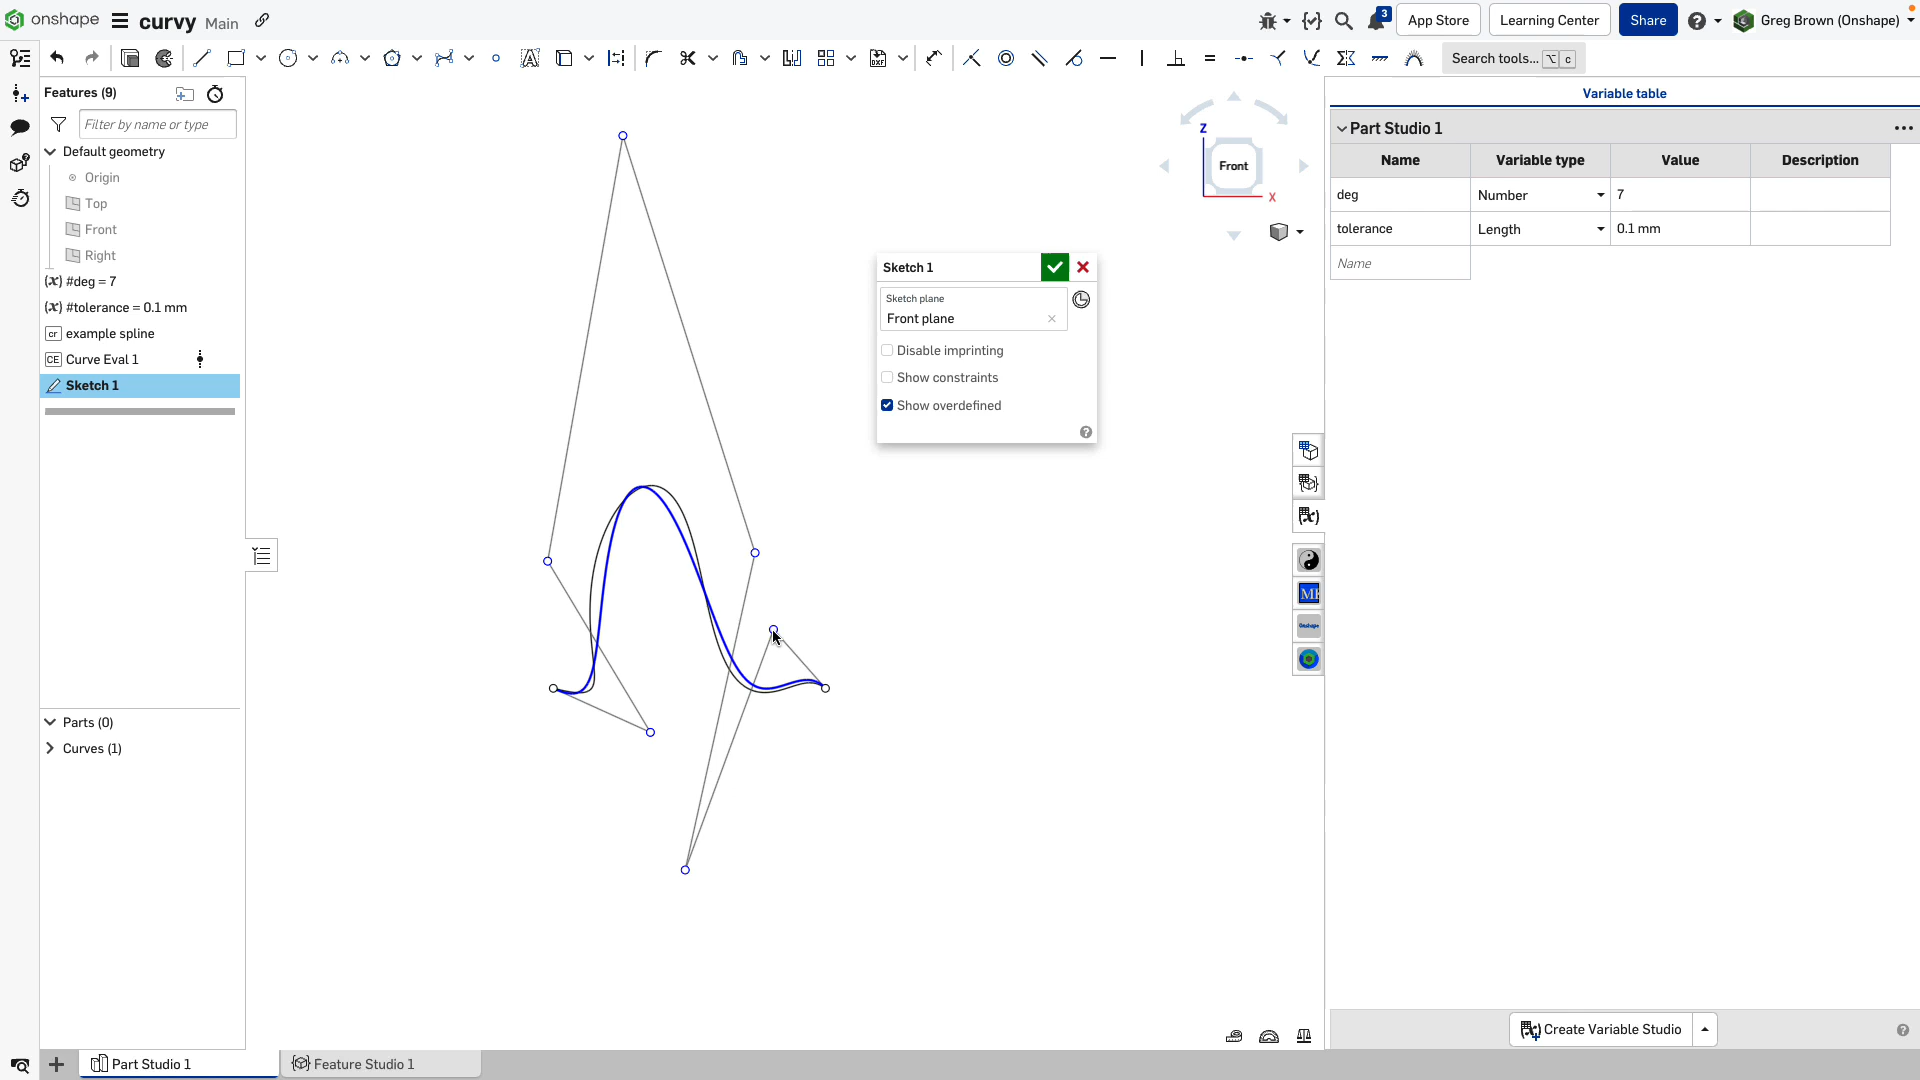 onshape curvy Main
3
App Store
Learning Center
Share
Greg Brown (Onshape)
Search tools... ⌥ c
Features (9)
Filter by name or type
Default geometry
Origin
Top
Front
Right
(x) #deg = 7
(x) #tolerance = 0.1 mm
cr example spline
CE Curve Eval 1
Sketch 1
Parts (0)
Curves (1)
Z
Front
X
Sketch 1
Sketch plane
Front plane
Disable imprinting
Show constraints
Show overdefined
Variable table
Part Studio 1
Name Variable type Value Description
deg Number 7
tolerance Length 0.1 mm
Name
Create Variable Studio
Part Studio 1
Feature Studio 1